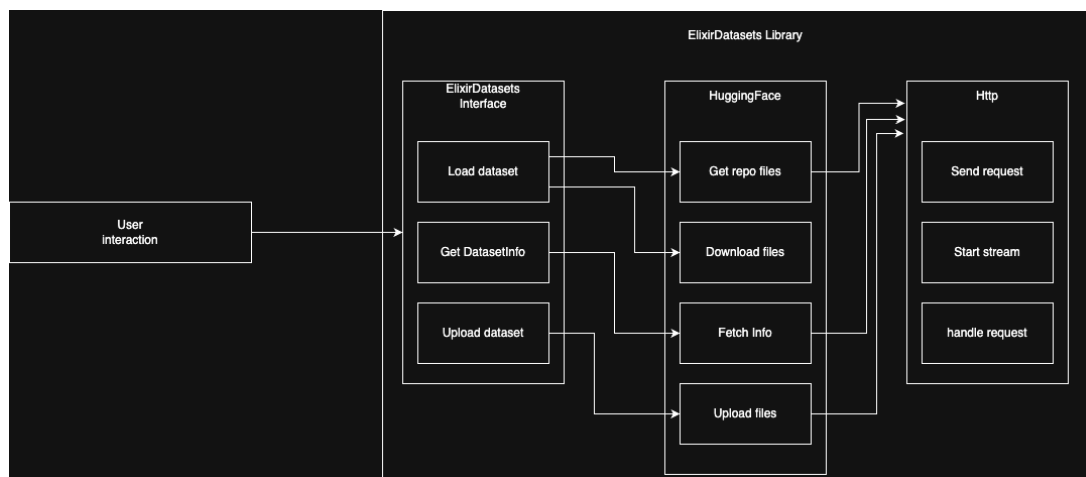 ElixirDatasets Library
ElixirDatasets
Interface
HuggingFace
Http
Load dataset
Get repo files
Send request
User
interaction
Get DatasetInfo
Download files
Start stream
Upload dataset
Fetch Info
handle request
Upload files